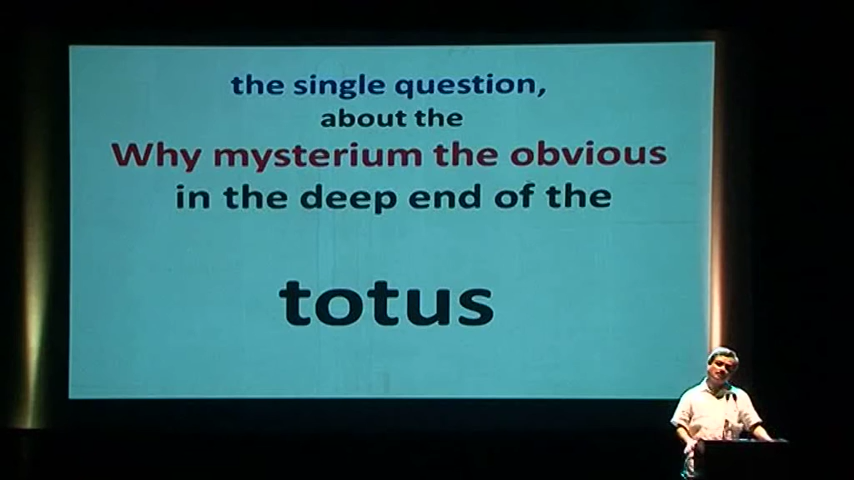 the single question,
about the
Why mysterium the obvious
in the deep end of the
totus